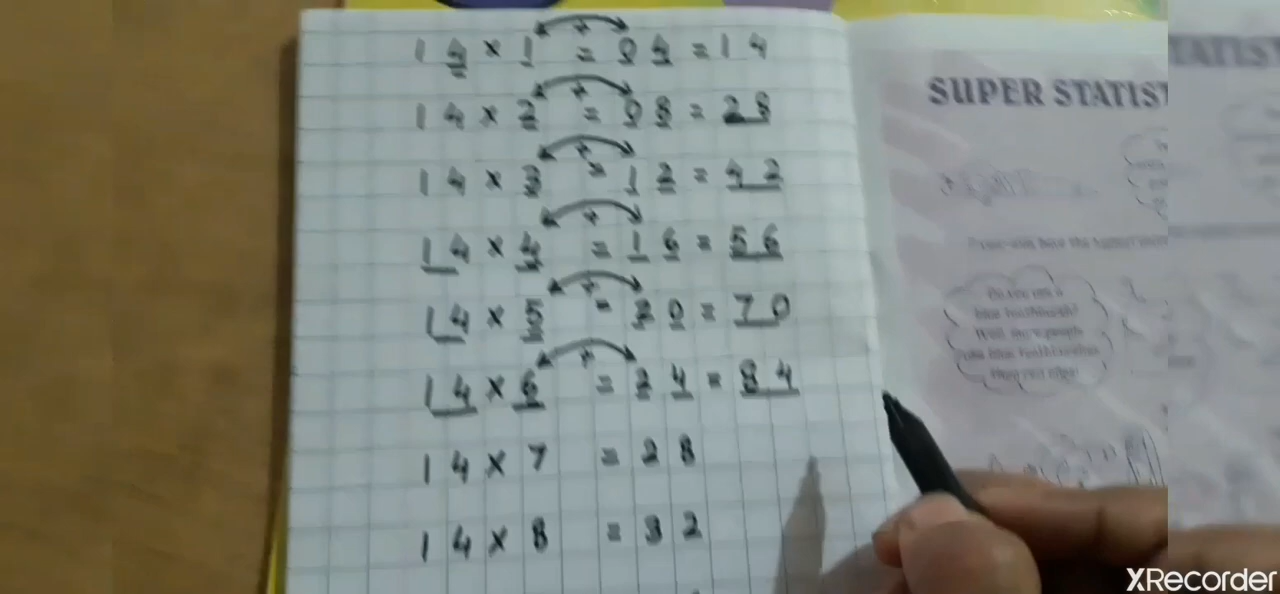 14 × 1 + = 04 = 14
14 × 2 + = 08 = 28
14 × 3 + = 12 = 42
14 × 4 + = 16 = 56
14 × 5 + = 20 = 70
14 × 6 + = 24 = 84
14 × 7 = 28
14 × 8 = 32
SUPER STATIST
TATIST
XRecorder